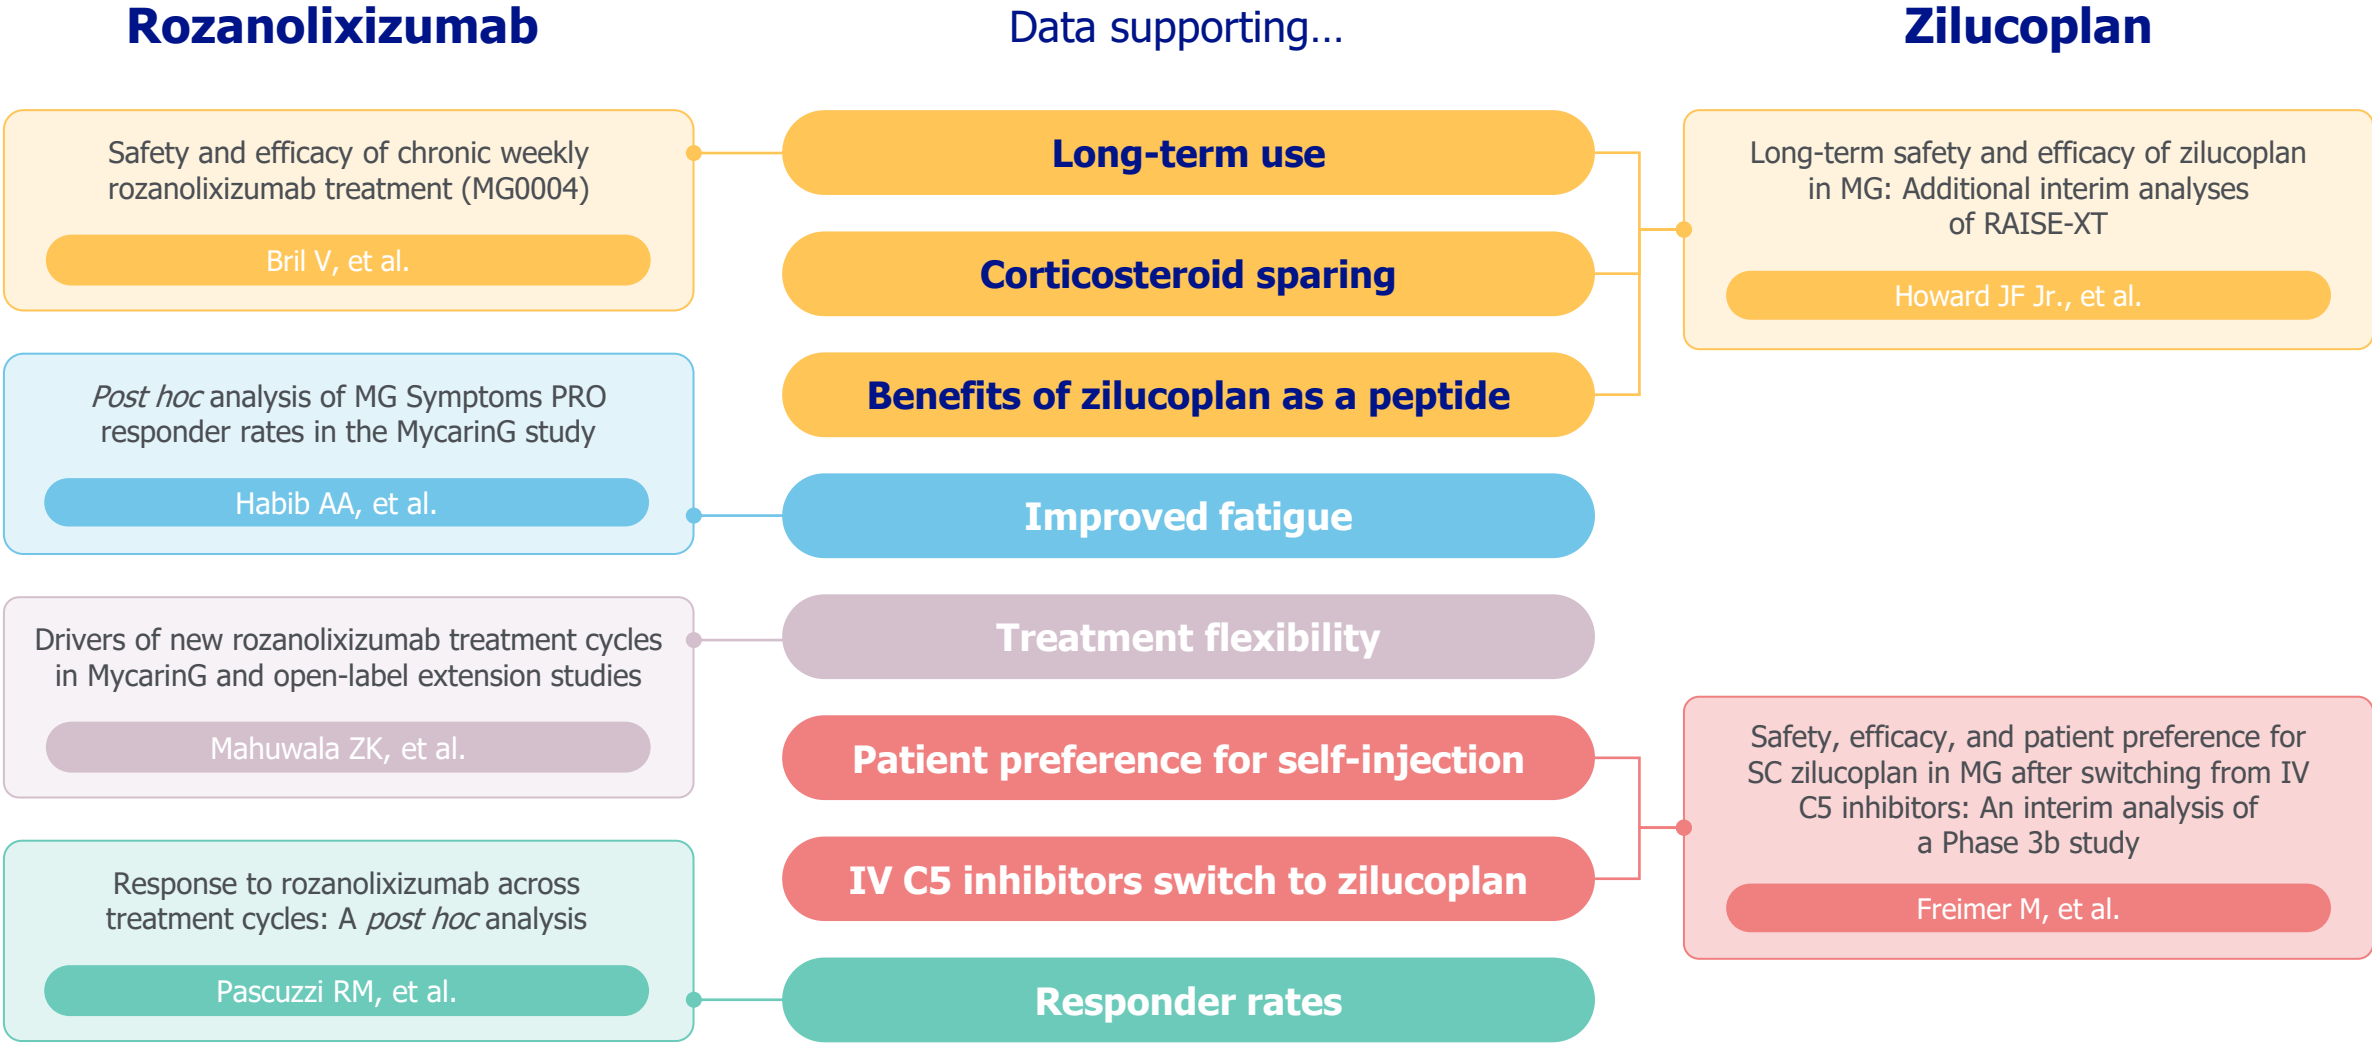 Rozanolixizumab
Data supporting...
Zilucoplan
Safety and efficacy of chronic weekly
rozanolixizumab treatment (MG0004)
Bril V, et al.
Post hoc analysis of MG Symptoms PRO
responder rates in the MycarinG study
Habib AA, et al.
Drivers of new rozanolixizumab treatment cycles
in MycarinG and open-label extension studies
Mahuwala ZK, et al.
Response to rozanolixizumab across
treatment cycles: A post hoc analysis
Pascuzzi RM, et al.
Long-term use
Corticosteroid sparing
Benefits of zilucoplan as a peptide
Improved fatigue
Treatment flexibility
Patient preference for self-injection
IV C5 inhibitors switch to zilucoplan
Responder rates
Long-term safety and efficacy of zilucoplan
in MG: Additional interim analyses
of RAISE-XT
Howard JF Jr., et al.
Safety, efficacy, and patient preference for
SC zilucoplan in MG after switching from IV
C5 inhibitors: An interim analysis of
a Phase 3b study
Freimer M, et al.